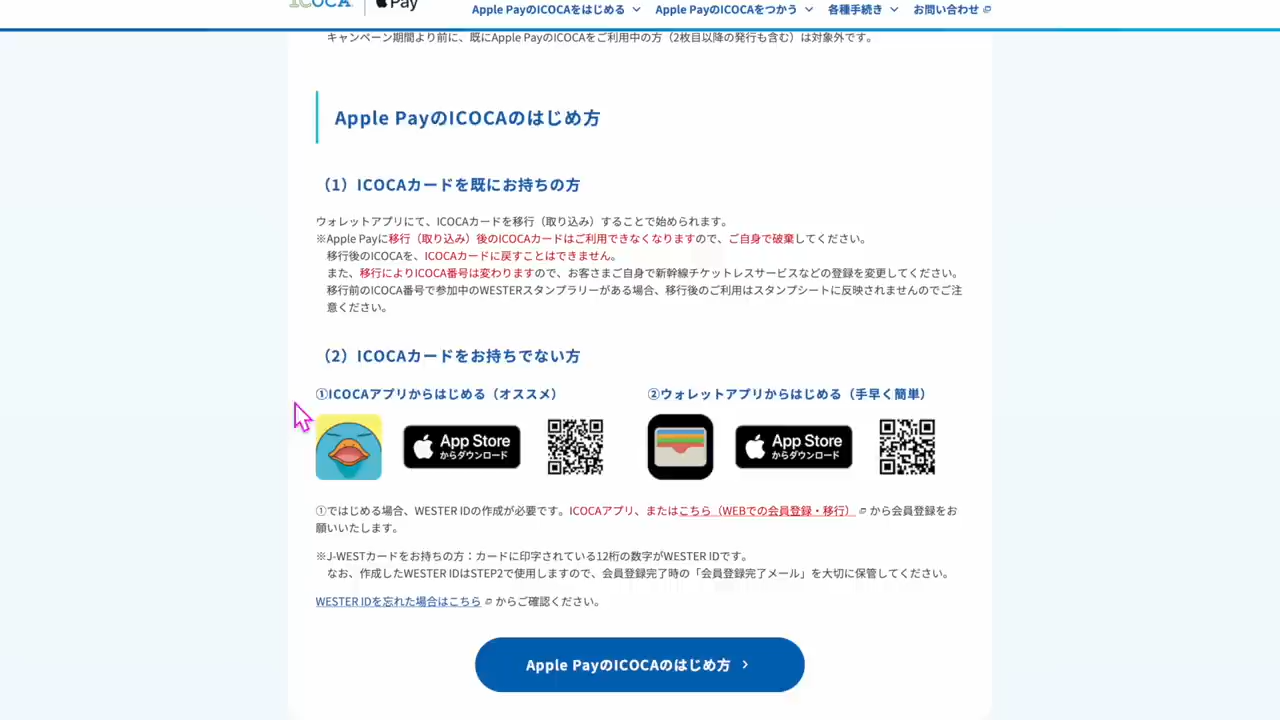 ICOCA Pay
Apple PayのICOCAをはじめる Apple PayのICOCAをつかう 各種手続き お問い合わせ
キャンペーン期間より前に、既にApple PayのICOCAをご利用中の方（2枚目以降の発行も含む）は対象外です。
Apple PayのICOCAのはじめ方
（1）ICOCAカードを既にお持ちの方
ウォレットアプリにて、ICOCAカードを移行（取り込み）することで始められます。
※Apple Payに移行（取り込み）後のICOCAカードはご利用できなくなりますので、ご自身で破棄してください。
移行後のICOCAを、ICOCAカードに戻すことはできません。
また、移行によりICOCA番号は変わりますので、お客さまご自身で新幹線チケットレスサービスなどの登録を変更してください。
移行前のICOCA番号で参加中のWESTERスタンプラリーがある場合、移行後のご利用はスタンプシートに反映されませんのでご注
意ください。
（2）ICOCAカードをお持ちでない方
①ICOCAアプリからはじめる（オススメ）
App Store
からダウンロード
②ウォレットアプリからはじめる（手早く簡単）
App Store
からダウンロード
①ではじめる場合、WESTER IDの作成が必要です。ICOCAアプリ、またはこちら（WEBでの会員登録・移行） から会員登録をお
願いいたします。
※J-WESTカードをお持ちの方：カードに印字されている12桁の数字がWESTER IDです。
なお、作成したWESTER IDはSTEP2で使用しますので、会員登録完了時の「会員登録完了メール」を大切に保管してください。
WESTER IDを忘れた場合はこちら からご確認ください。
Apple PayのICOCAのはじめ方